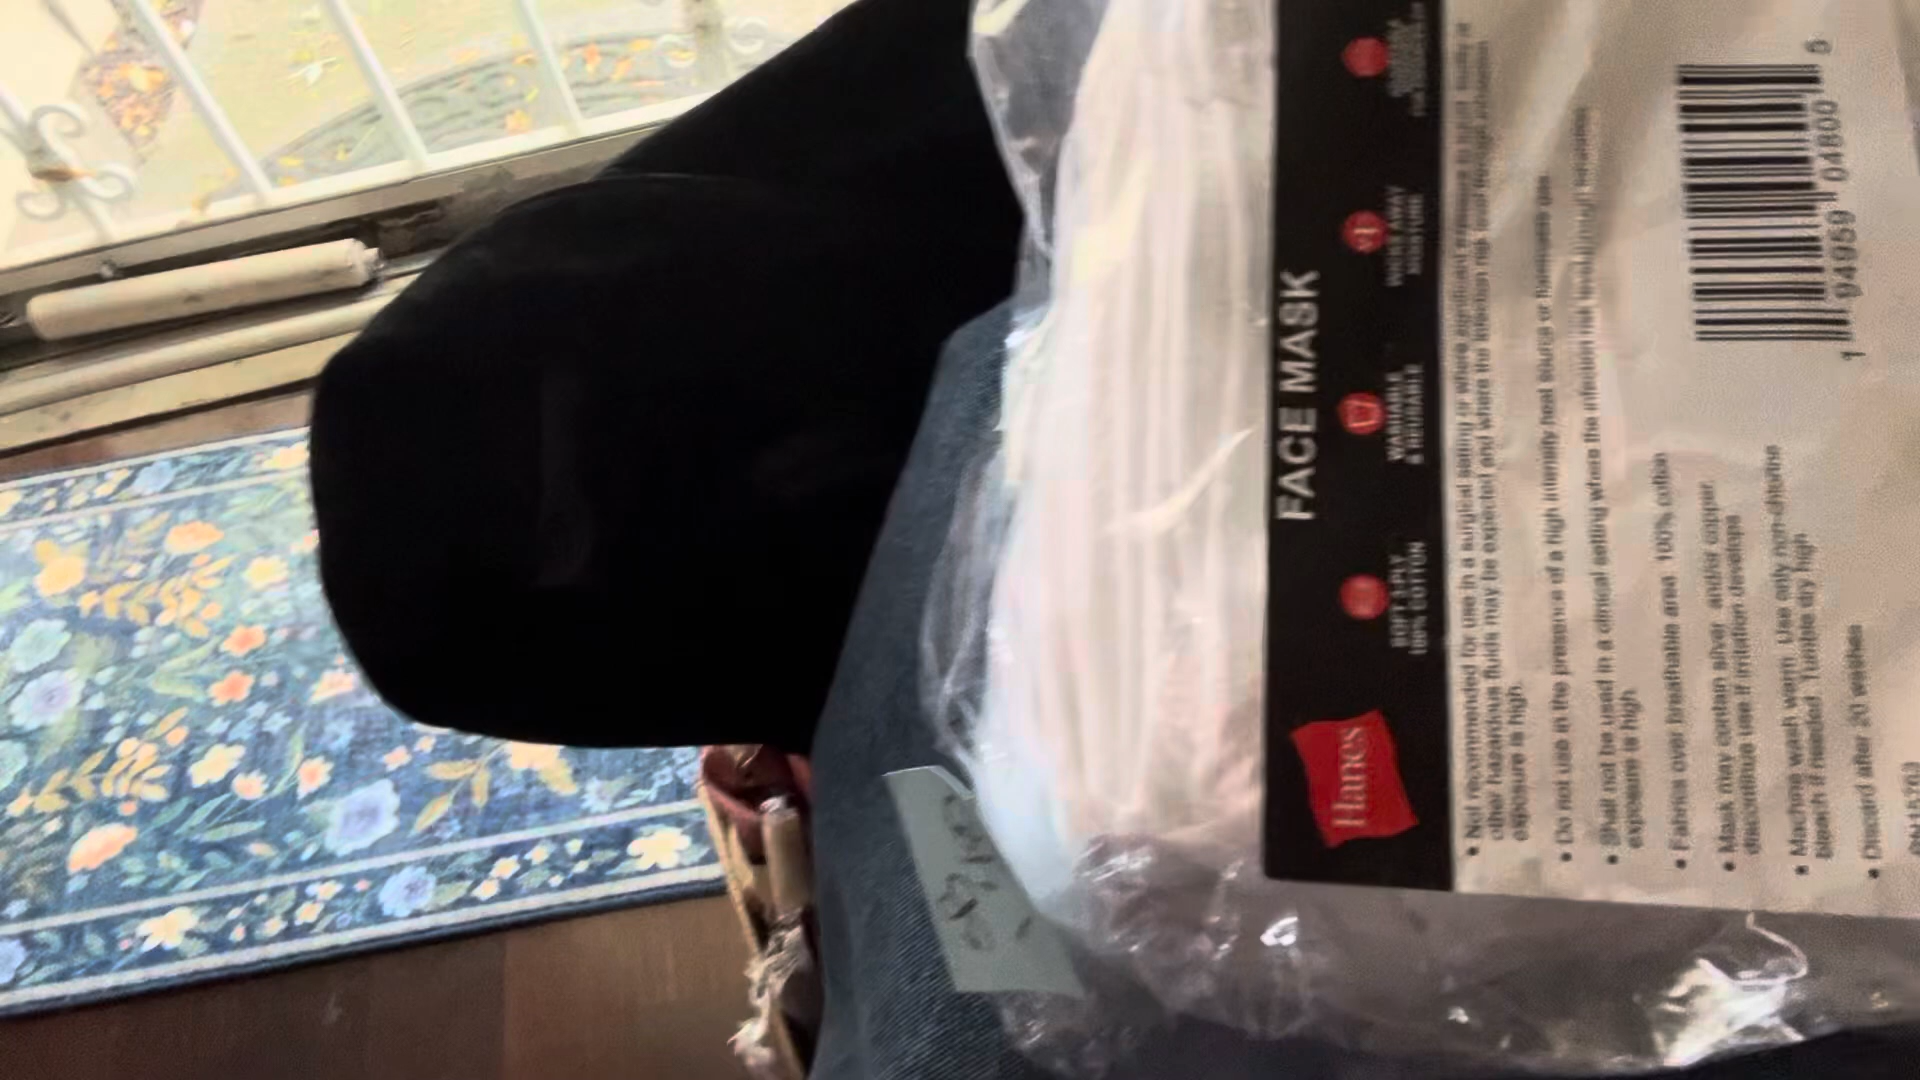 Hanes
FACE MASK
SOFT 3-PLY
100% COTTON
WASHABLE
& REUSABLE
WICK AWAY
MOISTURE
• Not recommended for use in a surgical setting or where significant exposure to liquid, bodily or
other hazardous fluids may be expected and where the infection risk level through inhalation
exposure is high.
• Do not use in the presence of a high intensity heat source or flammable gas
• Shall not be used in a clinical setting where the infection risk level through inhalation
exposure is high.
• Fabrics over breathable area 100% cotton
• Mask may contain silver and/or copper,
discontinue use if irritation develops
• Machine wash warm. Use only non-chlorine
bleach if needed. Tumble dry high
• Discard after 20 washes
1 94959 04800